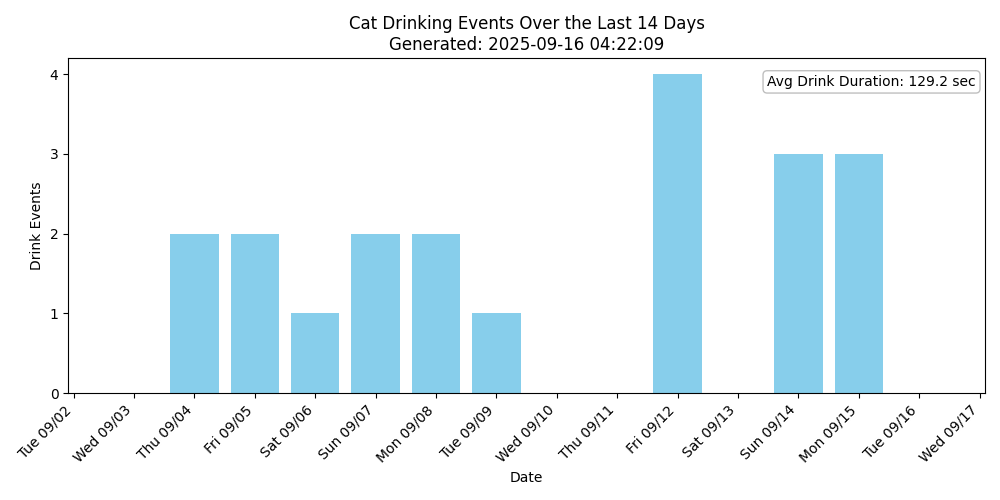 Cat Drinking Events Over the Last 14 Days
Generated: 2025-09-16 04:22:09
Avg Drink Duration: 129.2 sec
Drink Events
4
3
2
1
0
Tue 09/02
Wed 09/03
Thu 09/04
Fri 09/05
Sat 09/06
Sun 09/07
Mon 09/08
Tue 09/09
Wed 09/10
Thu 09/11
Fri 09/12
Sat 09/13
Sun 09/14
Mon 09/15
Tue 09/16
Wed 09/17
Date